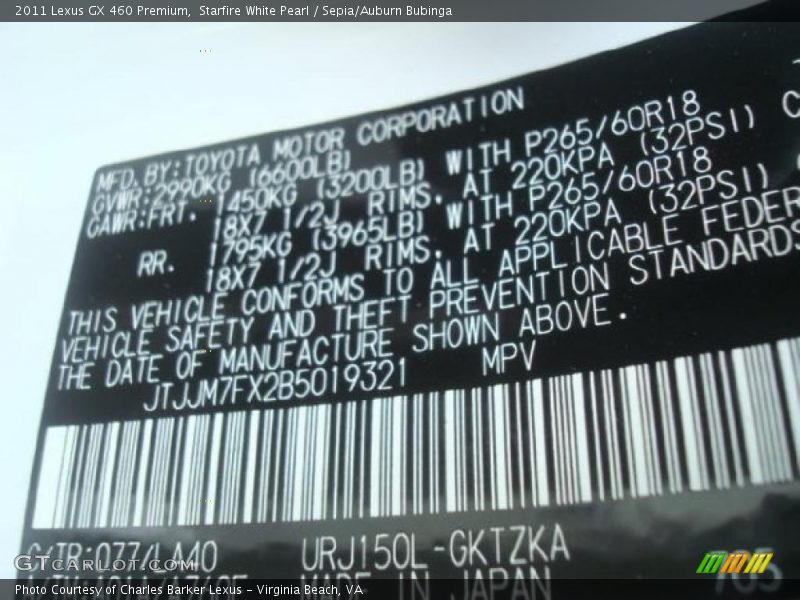 2011 Lexus GX 460 Premium, Starfire White Pearl / Sepia/Auburn Bubinga
MFD. BY: TOYOTA MOTOR CORPORATION
GVWR: 2990KG (6600LB)
GAWR: FRT. 1450KG (3200LB) WITH P265/60R18
18X7 1/2J RIMS. AT 220KPA (32PSI)
RR. 1795KG (3965LB) WITH P265/60R18
18X7 1/2J RIMS. AT 220KPA (32PSI)
THIS VEHICLE CONFORMS TO ALL APPLICABLE FEDER
VEHICLE SAFETY AND THEFT PREVENTION STANDARDS
THE DATE OF MANUFACTURE SHOWN ABOVE.
JTJJM7FX2B5019321 MPV
C/TR: 077/LA40 URJ150L-GKTZKA
MADE IN JAPAN 705
GTCARLOT.COM
Photo Courtesy of Charles Barker Lexus - Virginia Beach, VA